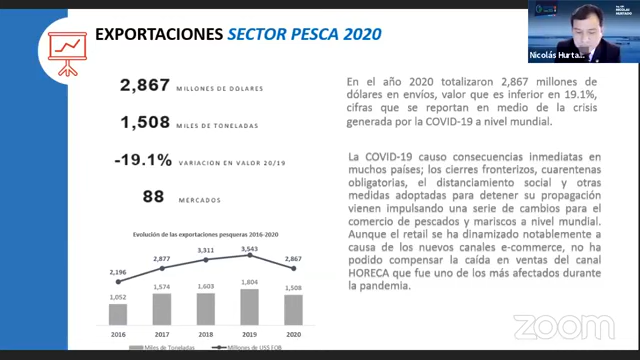 EXPORTACIONES SECTOR PESCA 2020
2,867 MILLONES DE DÓLARES
1,508 MILES DE TONELADAS
-19.1% VARIACION EN VALOR 20/19
88 MERCADOS
Evolución de las exportaciones pesqueras 2016-2020
2,196 2,877 3,311 3,543 2,867
1,052 1,574 1,603 1,804 1,508
2016 2017 2018 2019 2020
Miles de Toneladas Millones de US$ FOB
En el año 2020 totalizaron 2,867 millones de
dólares en envíos, valor que es inferior en 19.1%,
cifras que se reportan en medio de la crisis
generada por la COVID-19 a nivel mundial.
La COVID-19 causo consecuencias inmediatas en
muchos países; los cierres fronterizos, cuarentenas
obligatorias, el distanciamiento social y otras
medidas adoptadas para detener su propagación
vienen impulsando una serie de cambios para el
comercio de pescados y mariscos a nivel mundial.
Aunque el retail se ha dinamizado notablemente a
causa de los nuevos canales e-commerce, no ha
podido compensar la caída en ventas del canal
HORECA que fue uno de los más afectados durante
la pandemia.
NICOLÁS
HURTADO
Nicolás Hurta...
zoom